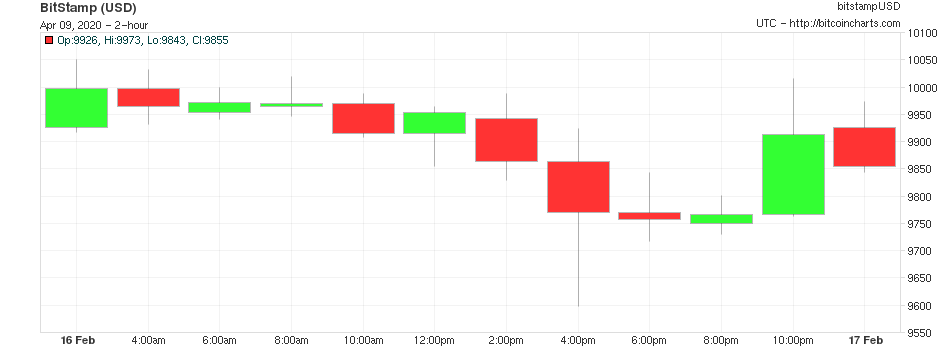 BitStamp (USD)
bitstampUSD
Apr 09, 2020 - 2-hour
UTC - http://bitcoincharts.com
Op:9926, Hi:9973, Lo:9843, Cl:9855
10100
10050
10000
9950
9900
9850
9800
9750
9700
9650
9600
9550
16 Feb 4:00am 6:00am 8:00am 10:00am 12:00pm 2:00pm 4:00pm 6:00pm 8:00pm 10:00pm 17 Feb